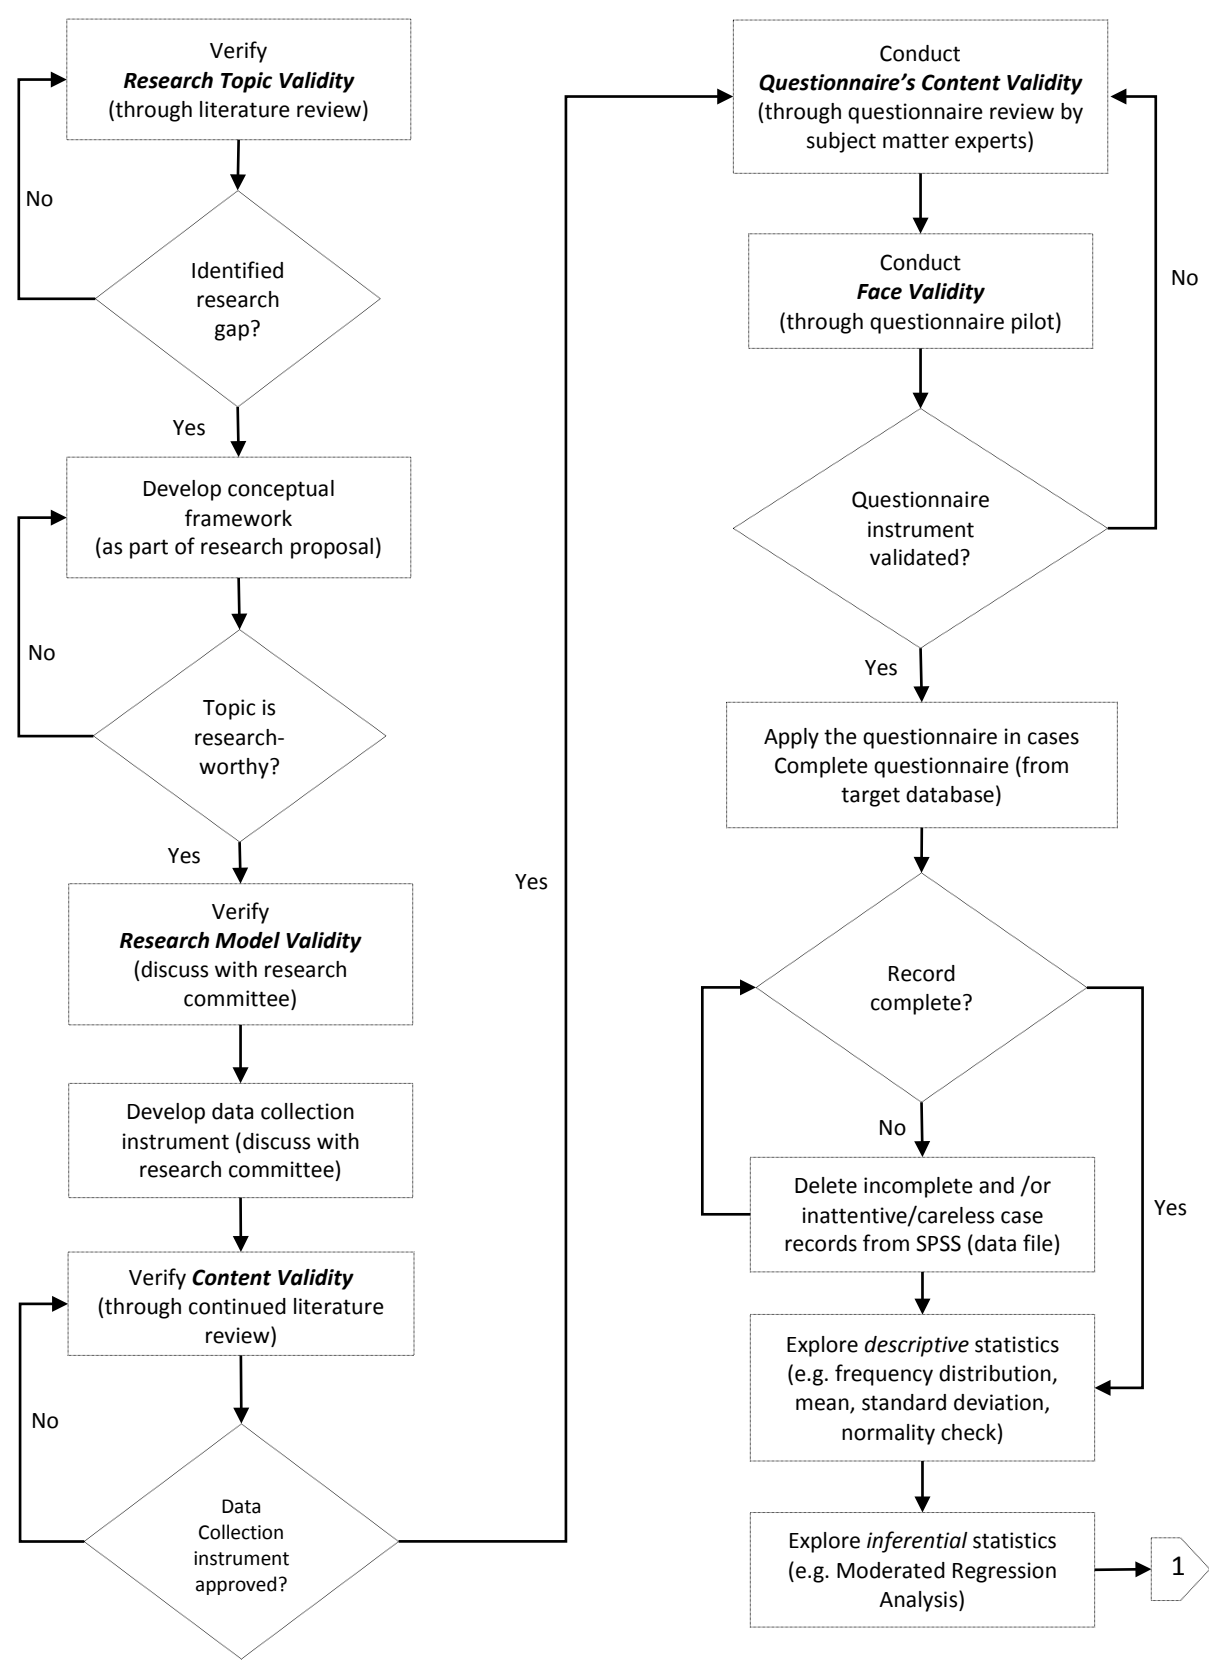 Verify
Research Topic Validity
(through literature review)
No
Identified
research
gap?
Yes
Develop conceptual
framework
(as part of research proposal)
No
Topic is
research-
worthy?
Yes
Verify
Research Model Validity
(discuss with research
committee)
Develop data collection
instrument (discuss with
research committee)
Verify Content Validity
(through continued literature
review)
No
Data
Collection
instrument
approved?
Yes
Conduct
Questionnaire’s Content Validity
(through questionnaire review by
subject matter experts)
Conduct
Face Validity
(through questionnaire pilot)
No
Questionnaire
instrument
validated?
Yes
Apply the questionnaire in cases
Complete questionnaire (from
target database)
Record
complete?
No
Delete incomplete and /or
inattentive/careless case
records from SPSS (data file)
Yes
Explore descriptive statistics
(e.g. frequency distribution,
mean, standard deviation,
normality check)
Explore inferential statistics
(e.g. Moderated Regression
Analysis)
1